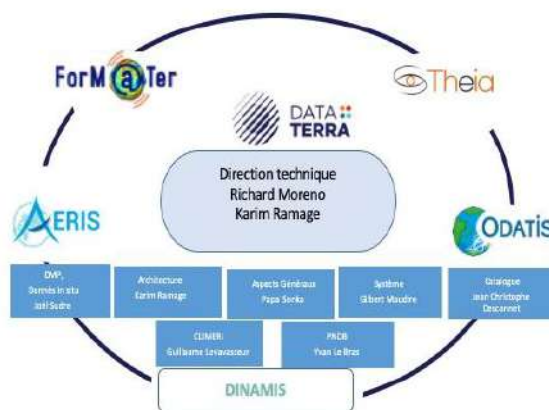 ForM@Ter
Theia
DATA
TERRA
Direction technique
Richard Moreno
Karim Ramage
AERIS
ODATIS
DMP,
Données in situ
Joël Sudre
Architecture
Karim Ramage
Aspects Généraux
Papa Sonko
Système
Gilbert Maudire
Catalogue
Jean Christophe
Desconnet
CLIMERI
Guillaume Levavasseur
PNDB
Yvan Le Bras
DINAMIS